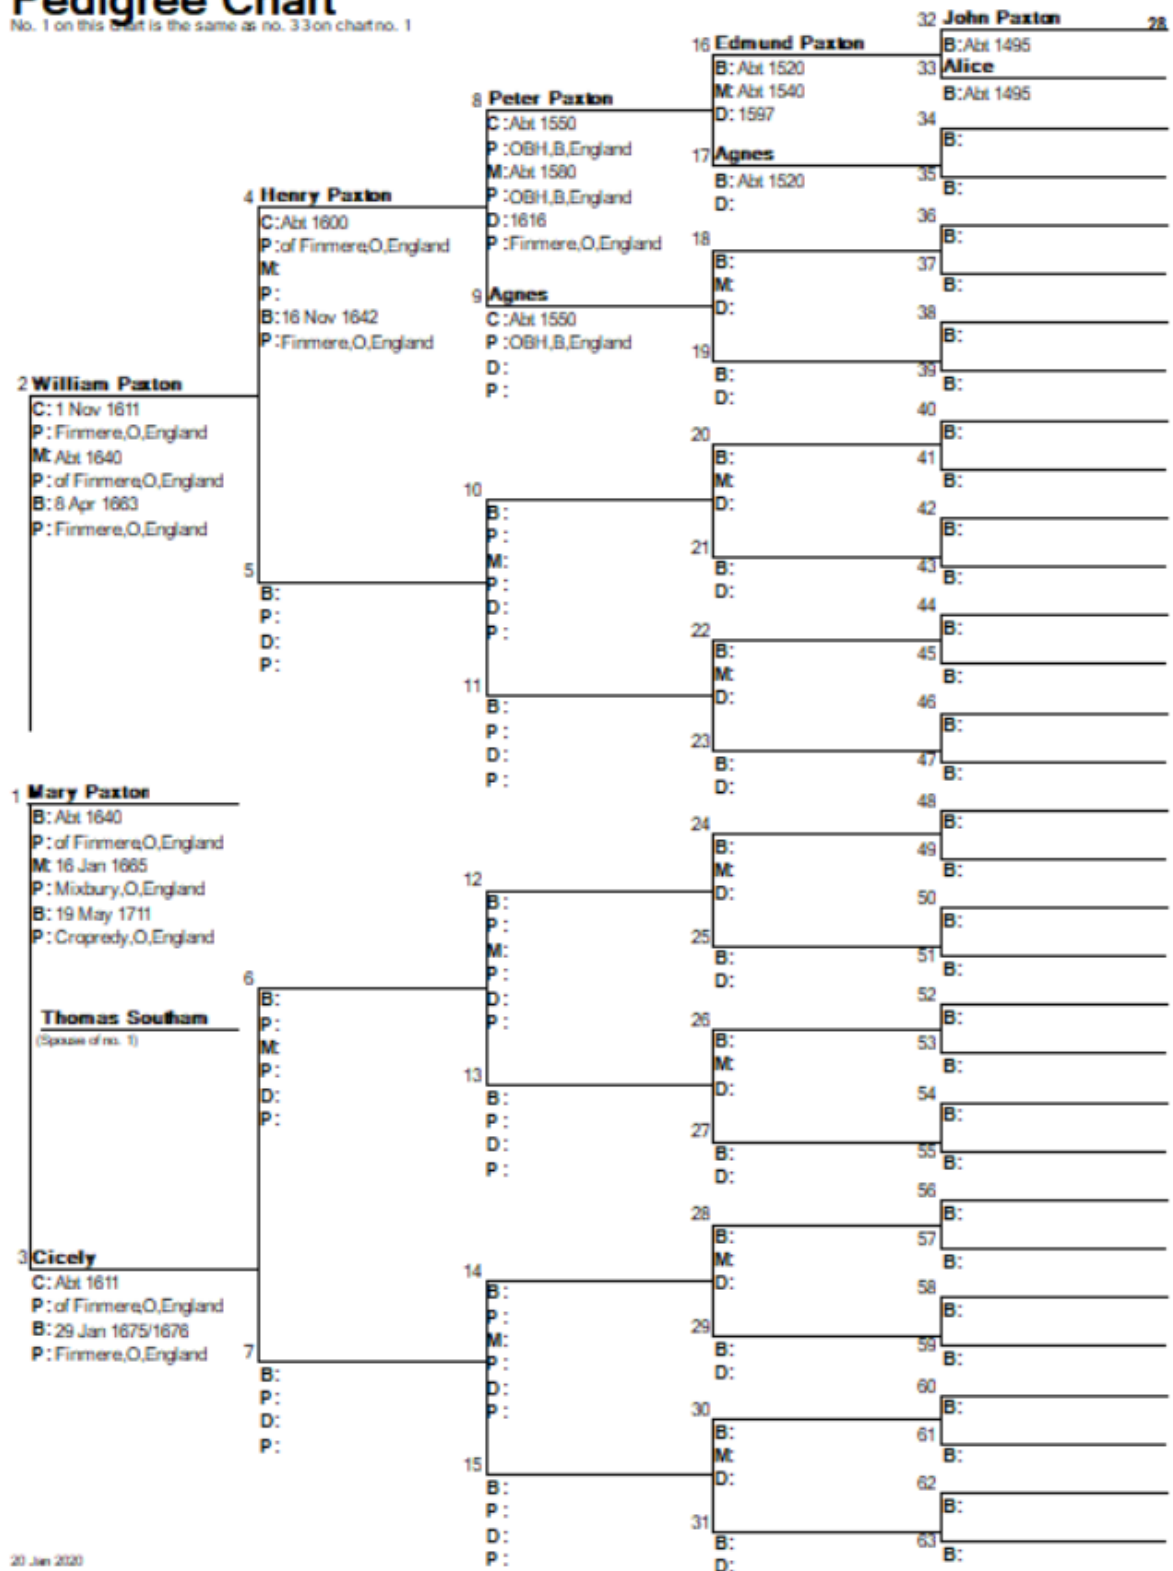 Pedigree Chart
No. 1 on this chart is the same as no. 33 on chart no. 1
32 John Paxton 28
B: Abt 1495
16 Edmund Paxton
B: Abt 1520
M: Abt 1540
D: 1597
33 Alice
B: Abt 1495
8 Peter Paxton
C: Abt 1550
P: OBH,B,England
M: Abt 1580
P: OBH,B,England
D: 1616
P: Finmere,O,England
34
B:
17 Agnes
B: Abt 1520
D:
35
B:
4 Henry Paxton
C: Abt 1600
P: of Finmere,O,England
M:
P:
B: 16 Nov 1642
P: Finmere,O,England
36
B:
18
B:
M:
D:
37
B:
9 Agnes
C: Abt 1550
P: OBH,B,England
D:
P:
38
B:
19
B:
D:
39
B:
2 William Paxton
C: 1 Nov 1611
P: Finmere,O,England
M: Abt 1640
P: of Finmere,O,England
B: 8 Apr 1663
P: Finmere,O,England
40
B:
20
B:
M:
D:
41
B:
10
B:
P:
M:
P:
D:
P:
42
B:
21
B:
D:
43
B:
5
B:
P:
D:
P:
44
B:
22
B:
M:
D:
45
B:
11
B:
P:
D:
P:
46
B:
23
B:
D:
47
B:
1 Mary Paxton
B: Abt 1640
P: of Finmere,O,England
M: 16 Jan 1665
P: Mixbury,O,England
B: 19 May 1711
P: Cropredy,O,England
48
B:
24
B:
M:
D:
49
B:
12
B:
P:
M:
P:
D:
P:
50
B:
25
B:
D:
51
B:
6
B:
P:
M:
P:
D:
P:
Thomas Southam
(Spouse of no. 1)
52
B:
26
B:
M:
D:
53
B:
13
B:
P:
D:
P:
54
B:
27
B:
D:
55
B:
56
B:
28
B:
M:
D:
57
B:
3 Cicely
C: Abt 1611
P: of Finmere,O,England
B: 29 Jan 1675/1676
P: Finmere,O,England
14
B:
P:
M:
P:
D:
P:
58
B:
29
B:
D:
59
B:
7
B:
P:
D:
P:
60
B:
30
B:
M:
D:
61
B:
15
B:
P:
D:
P:
62
B:
31
B:
D:
63
B:
20 Jan 2020